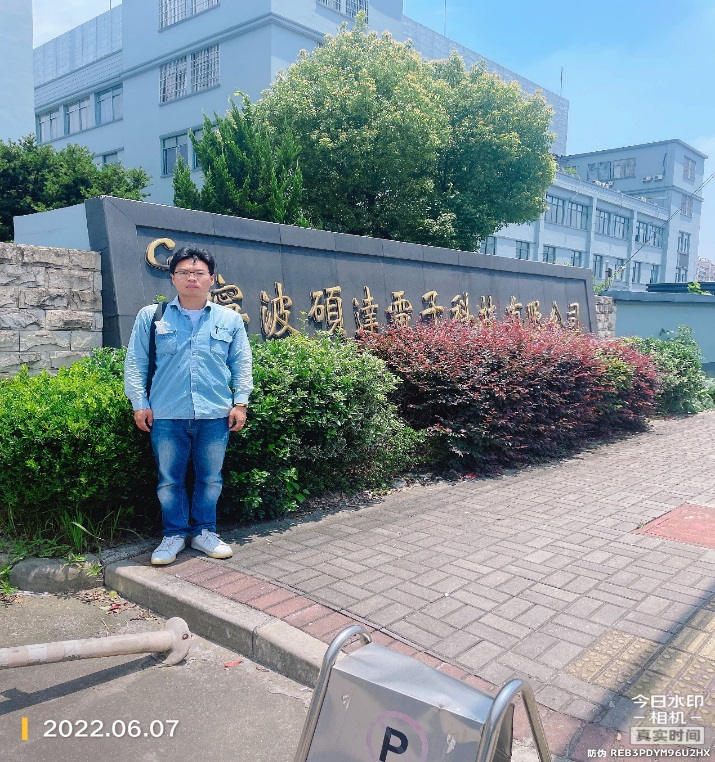 宁波硕达电子科技有限公司
P
2022.06.07
今日水印
相机
真实时间
防伪 REB3PDYM96U2HX